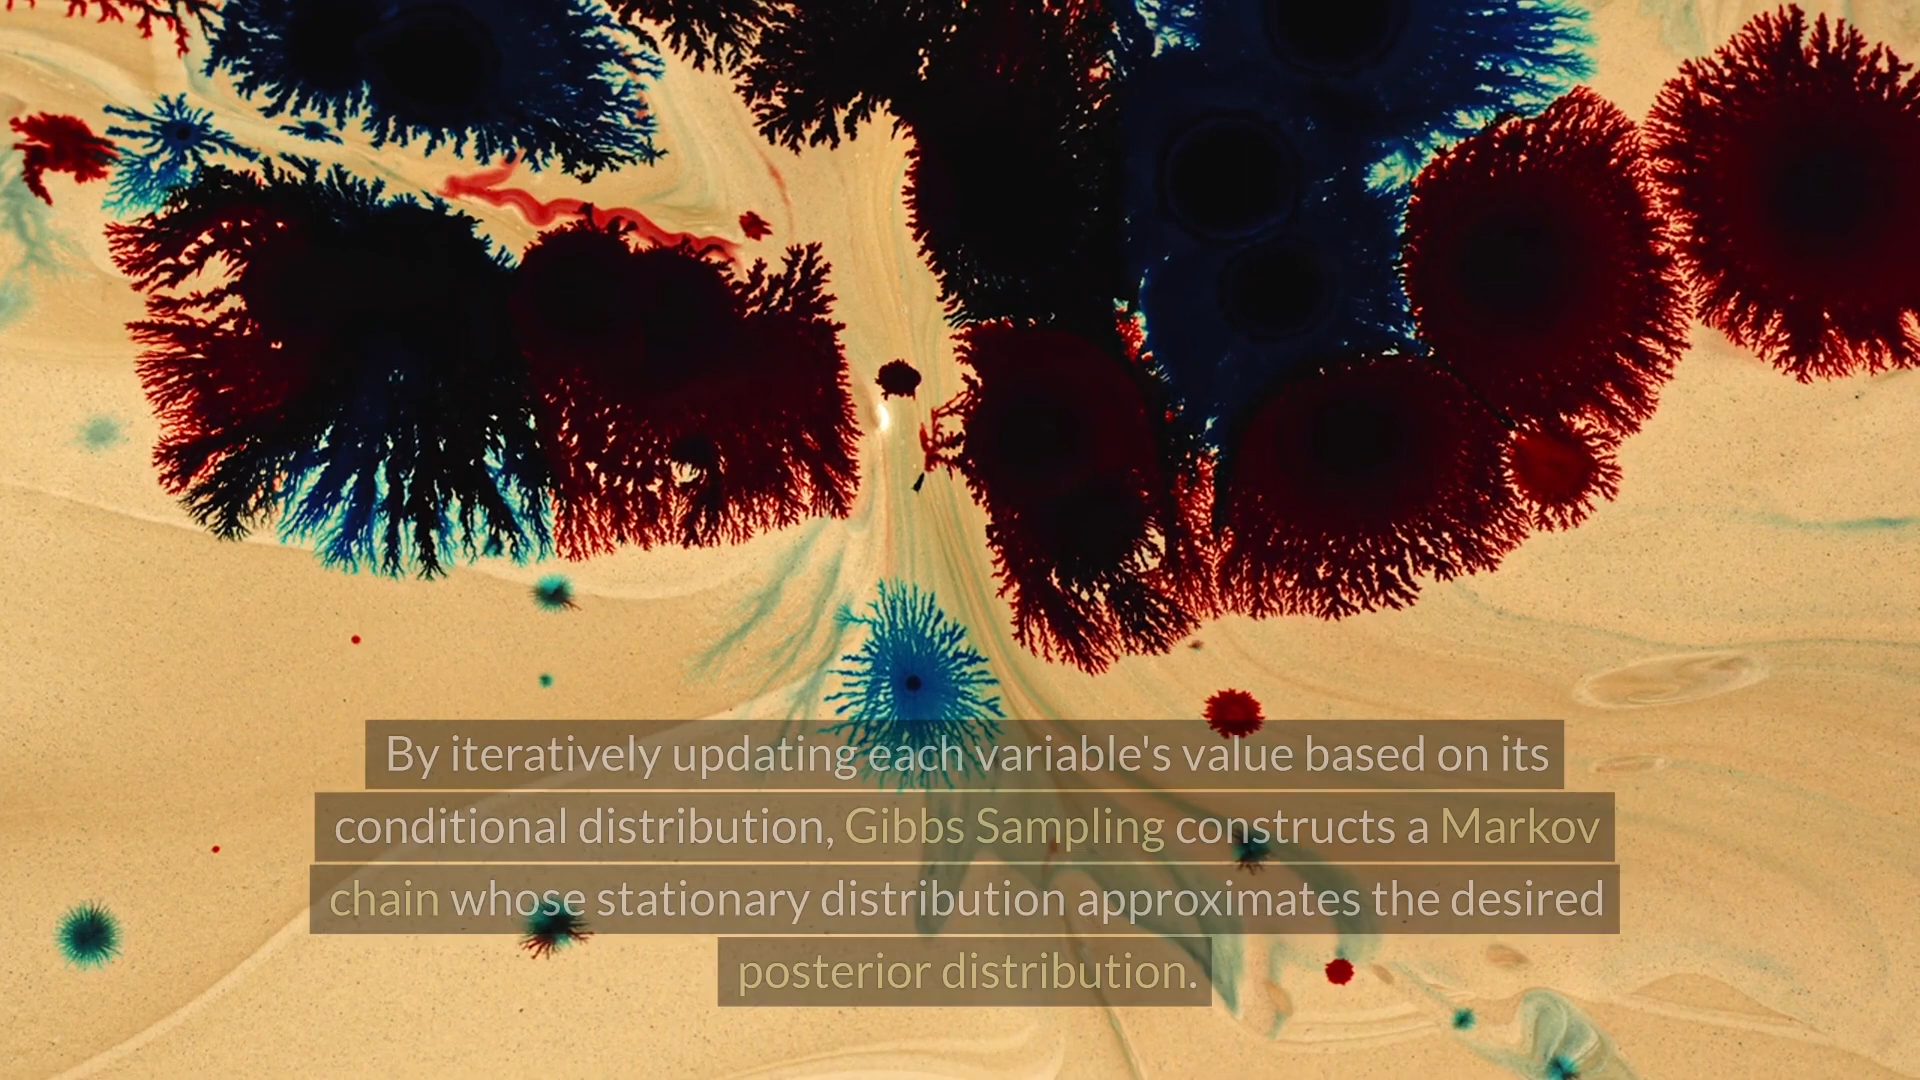 By iteratively updating each variable's value based on its
conditional distribution, Gibbs Sampling constructs a Markov
chain whose stationary distribution approximates the desired
posterior distribution.